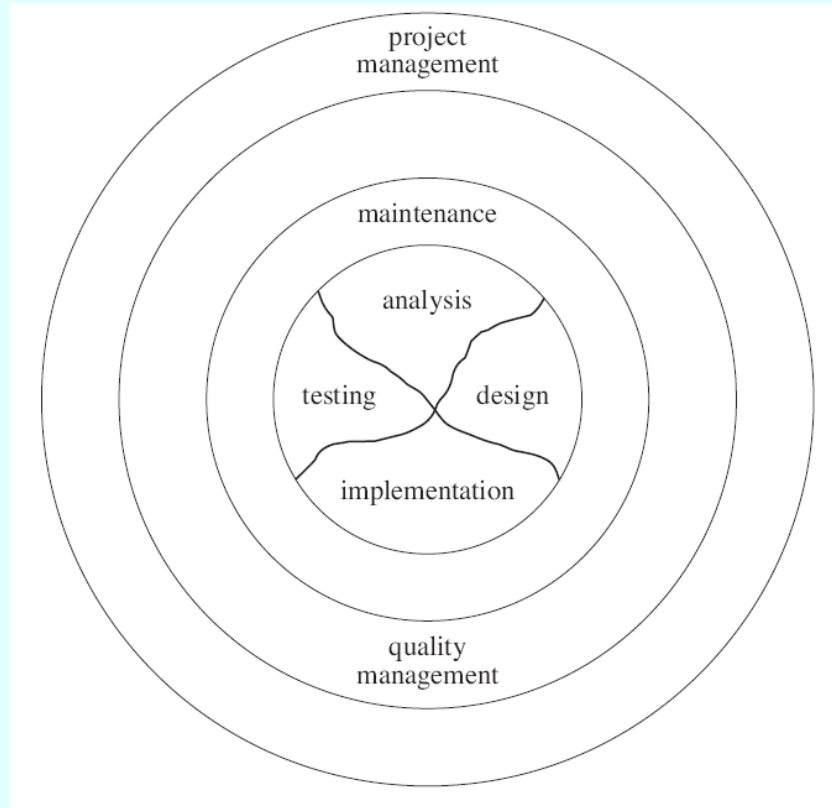 project
management
maintenance
analysis
testing
design
implementation
quality
management